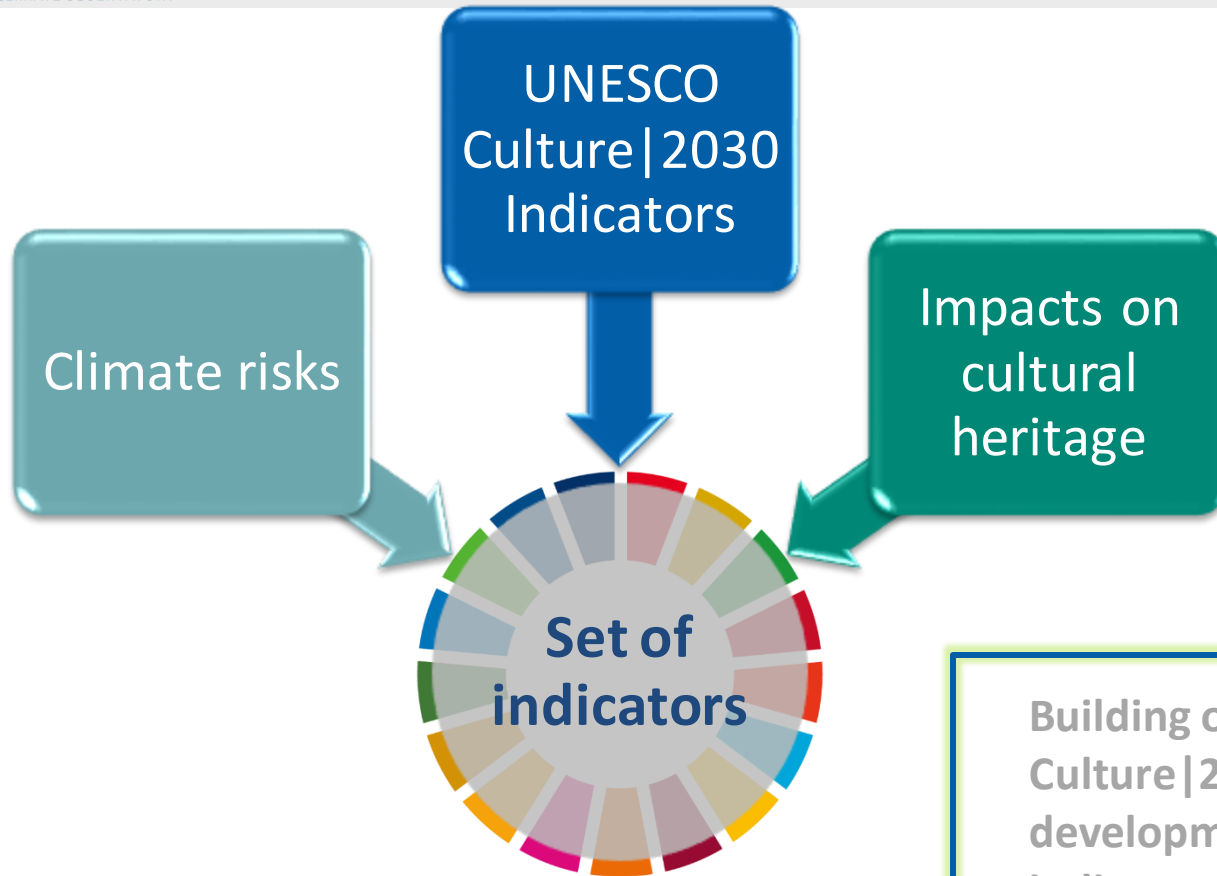 UNESCO
Culture|2030
Indicators
Climate risks
Impacts on
cultural
heritage
Set of
indicators
Building
Culture|2
developm